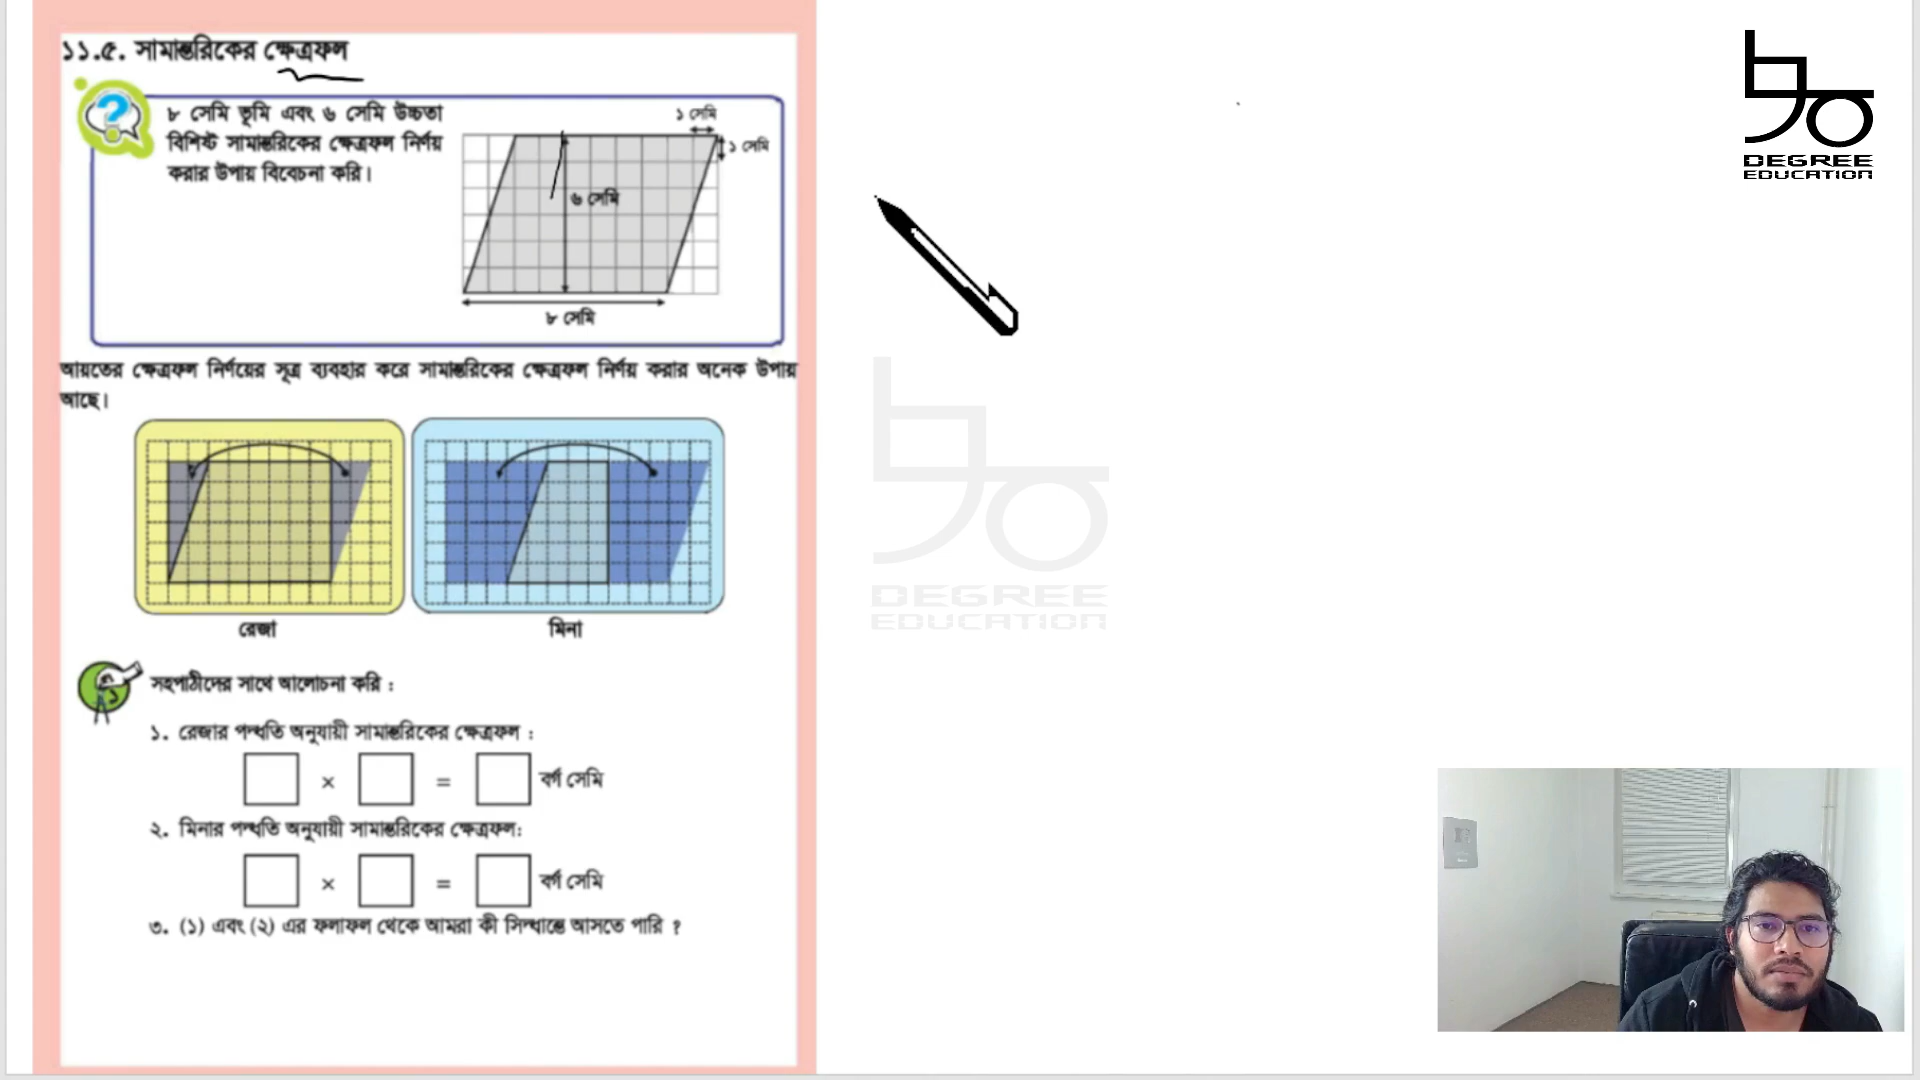 ১১.৫. সামান্তরিকের ক্ষেত্রফল
৮ সেমি ভূমি এবং ৬ সেমি উচ্চতা
বিশিষ্ট সামান্তরিকের ক্ষেত্রফল নির্ণয়
করার উপায় বিবেচনা করি।
১ সেমি
১ সেমি
৬ সেমি
৮ সেমি
আয়তের ক্ষেত্রফল নির্ণয়ের সূত্র ব্যবহার করে সামান্তরিকের ক্ষেত্রফল নির্ণয় করার অনেক উপায়
আছে।
রেজা
মিনা
১
সহপাঠীদের সাথে আলোচনা করি :
১. রেজার পদ্ধতি অনুযায়ী সামান্তরিকের ক্ষেত্রফল :
× = বর্গ সেমি
২. মিনার পদ্ধতি অনুযায়ী সামান্তরিকের ক্ষেত্রফল:
× = বর্গ সেমি
৩. (১) এবং (২) এর ফলাফল থেকে আমরা কী সিদ্ধান্তে আসতে পারি ?
DEGREE
EDUCATION
DEGREE
EDUCATION